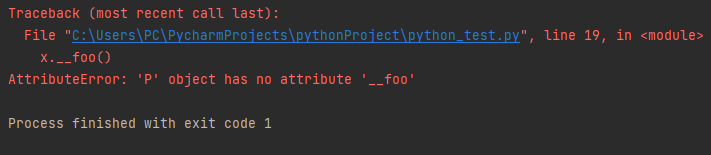 Traceback (most recent call last):
  File "C:\Users\PC\PycharmProjects\pythonProject\python_test.py", line 19, in <module>
    x.__foo()
AttributeError: 'P' object has no attribute '__foo'
Process finished with exit code 1